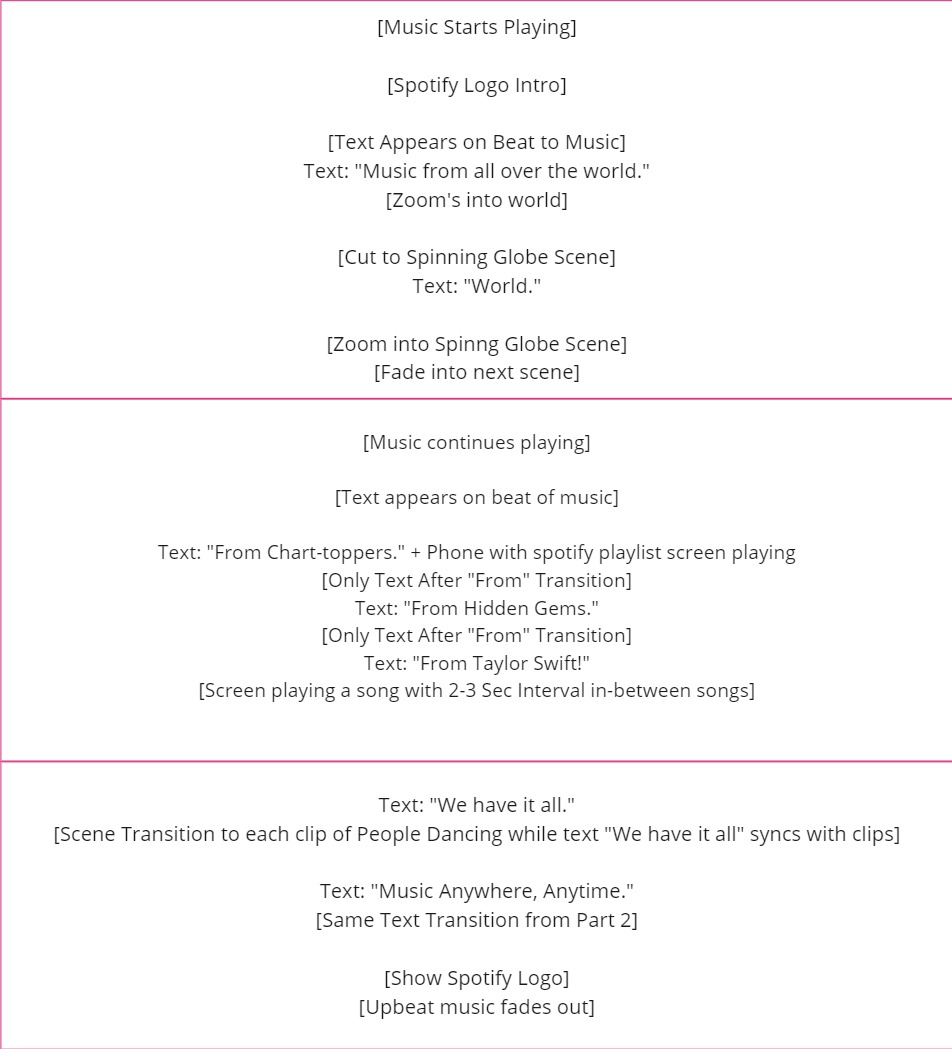 [Music Starts Playing]
[Spotify Logo Intro]
[Text Appears on Beat to Music]
Text: "Music from all over the world."
[Zoom's into world]
[Cut to Spinning Globe Scene]
Text: "World."
[Zoom into Spinng Globe Scene]
[Fade into next scene]
[Music continues playing]
[Text appears on beat of music]
Text: "From Chart-toppers." + Phone with spotify playlist screen playing
[Only Text After "From" Transition]
Text: "From Hidden Gems."
[Only Text After "From" Transition]
Text: "From Taylor Swift!"
[Screen playing a song with 2-3 Sec Interval in-between songs]
Text: "We have it all."
[Scene Transition to each clip of People Dancing while text "We have it all" syncs with clips]
Text: "Music Anywhere, Anytime."
[Same Text Transition from Part 2]
[Show Spotify Logo]
[Upbeat music fades out]